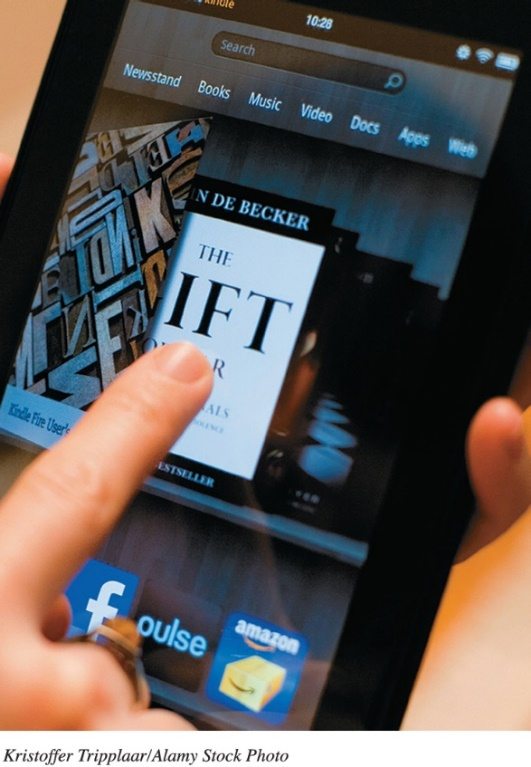 kindle
10:28
Search
Newsstand Books Music Video Docs Apps Web
N DE BECKER
THE
IFT
R
ALS
ESTSELLER
Kindle Fire User's
f
pulse
amazon
Kristoffer Tripplaar/Alamy Stock Photo